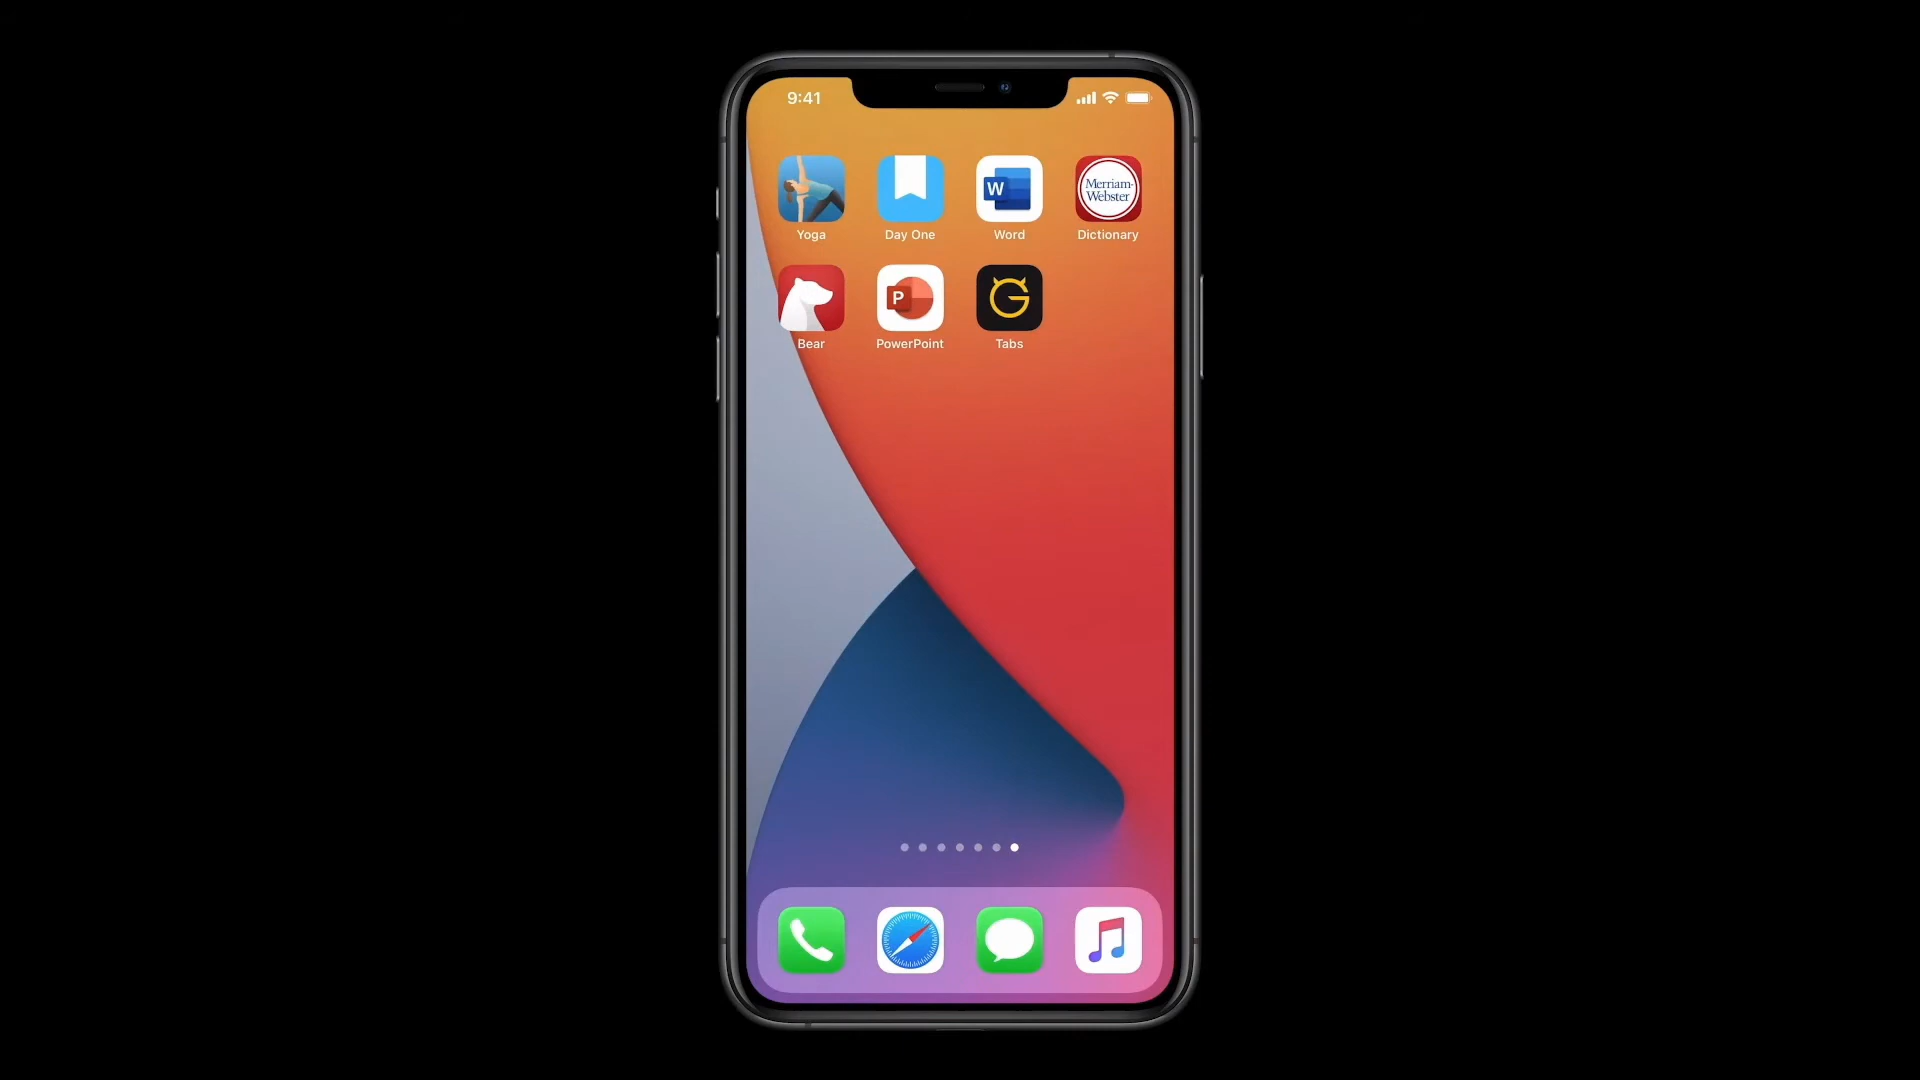 9:41
Merriam-
Webster
W
Yoga
Day One
Word
Dictionary
P
G
Bear
PowerPoint
Tabs